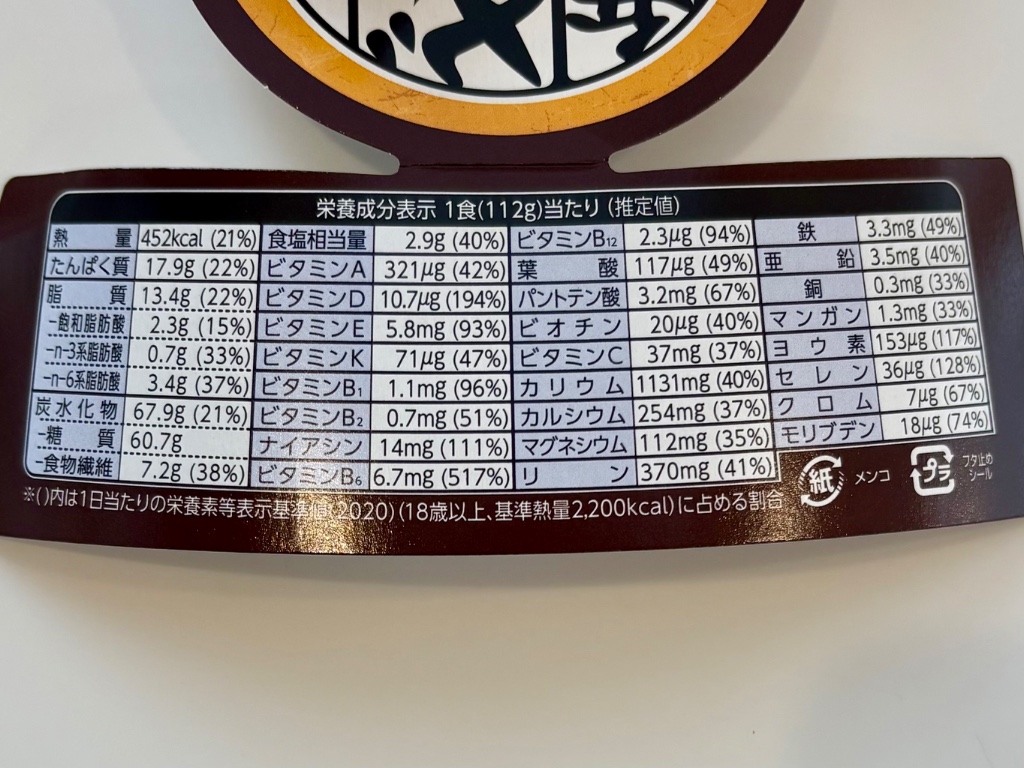 栄養成分表示 1食(112g)当たり (推定値)
熱量 452kcal (21%) 食塩相当量 2.9g (40%) ビタミンB12 2.3μg (94%) 鉄 3.3mg (49%)
たんぱく質 17.9g (22%) ビタミンA 321μg (42%) 葉酸 117μg (49%) 亜鉛 3.5mg (40%)
脂質 13.4g (22%) ビタミンD 10.7μg (194%) パントテン酸 3.2mg (67%) 銅 0.3mg (33%)
-飽和脂肪酸 2.3g (15%) ビタミンE 5.8mg (93%) ビオチン 20μg (40%) マンガン 1.3mg (33%)
-n-3系脂肪酸 0.7g (33%) ビタミンK 71μg (47%) ビタミンC 37mg (37%) ヨウ素 153μg (117%)
-n-6系脂肪酸 3.4g (37%) ビタミンB1 1.1mg (96%) カリウム 1131mg (40%) セレン 36μg (128%)
炭水化物 67.9g (21%) ビタミンB2 0.7mg (51%) カルシウム 254mg (37%) クロム 7μg (67%)
-糖質 60.7g ナイアシン 14mg (111%) マグネシウム 112mg (35%) モリブデン 18μg (74%)
-食物繊維 7.2g (38%) ビタミンB6 6.7mg (517%) リン 370mg (41%)
紙 メンコ プラ フタ止めシール
※( )内は1日当たりの栄養素等表示基準値(2020) (18歳以上、基準熱量2,200kcal) に占める割合